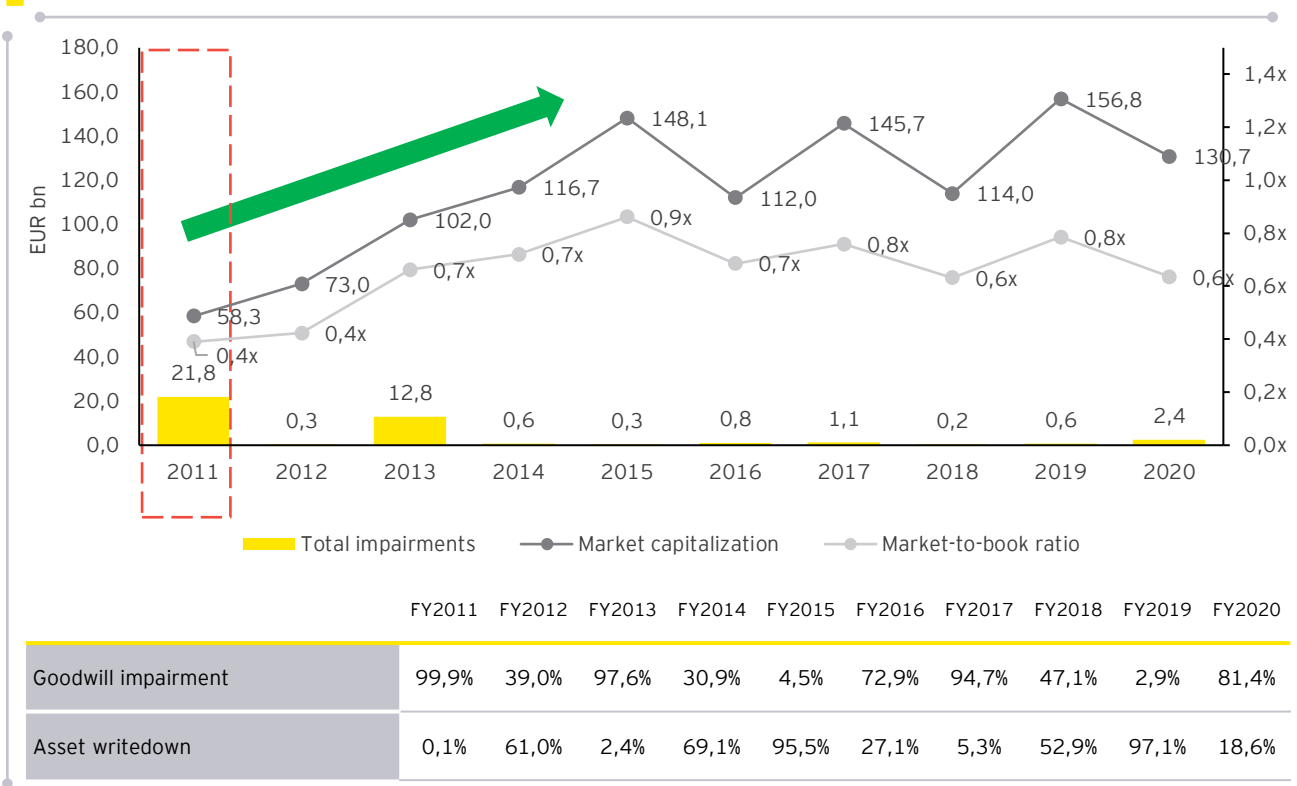 180,0
160,0
140,0
120,0
100,0
80,0
60,0
40,0
20,0
0,0
EUR bn
1,4x
1,2x
1,0x
0,8x
0,6x
0,4x
0,2x
0,0x
58,3
73,0
102,0
116,7
148,1
112,0
145,7
114,0
156,8
130,7
0,4x
0,4x
0,7x
0,7x
0,9x
0,7x
0,8x
0,6x
0,8x
0,6x
21,8
0,3
12,8
0,6
0,3
0,8
1,1
0,2
0,6
2,4
2011 2012 2013 2014 2015 2016 2017 2018 2019 2020
Total impairments Market capitalization Market-to-book ratio
FY2011 FY2012 FY2013 FY2014 FY2015 FY2016 FY2017 FY2018 FY2019 FY2020
Goodwill impairment 99,9% 39,0% 97,6% 30,9% 4,5% 72,9% 94,7% 47,1% 2,9% 81,4%
Asset writedown 0,1% 61,0% 2,4% 69,1% 95,5% 27,1% 5,3% 52,9% 97,1% 18,6%